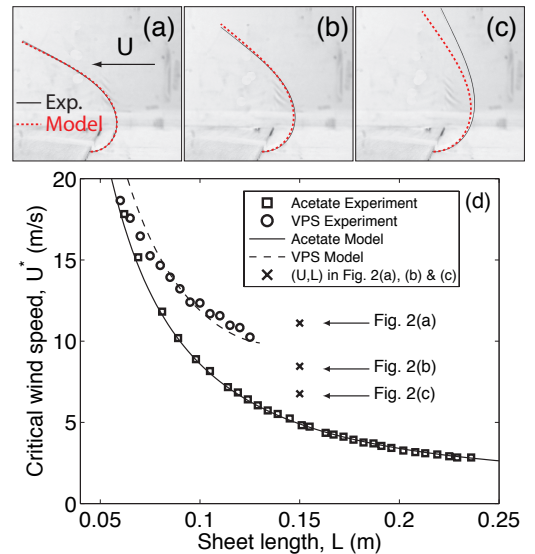 (a)
U
Exp.
Model
(b)
(c)
(d)
Acetate Experiment
VPS Experiment
Acetate Model
VPS Model
(U,L) in Fig. 2(a), (b) & (c)
Fig. 2(a)
Fig. 2(b)
Fig. 2(c)
20
15
10
5
0
Critical wind speed, U* (m/s)
0.05
0.1
0.15
0.2
0.25
Sheet length, L (m)